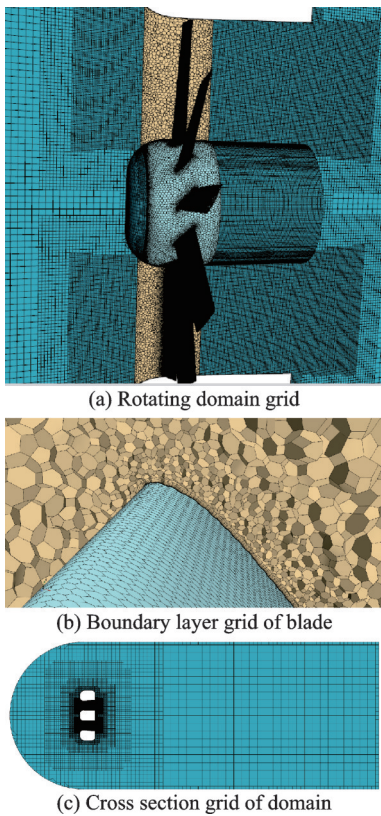 (a) Rotating domain grid
(b) Boundary layer grid of blade
(c) Cross section grid of domain